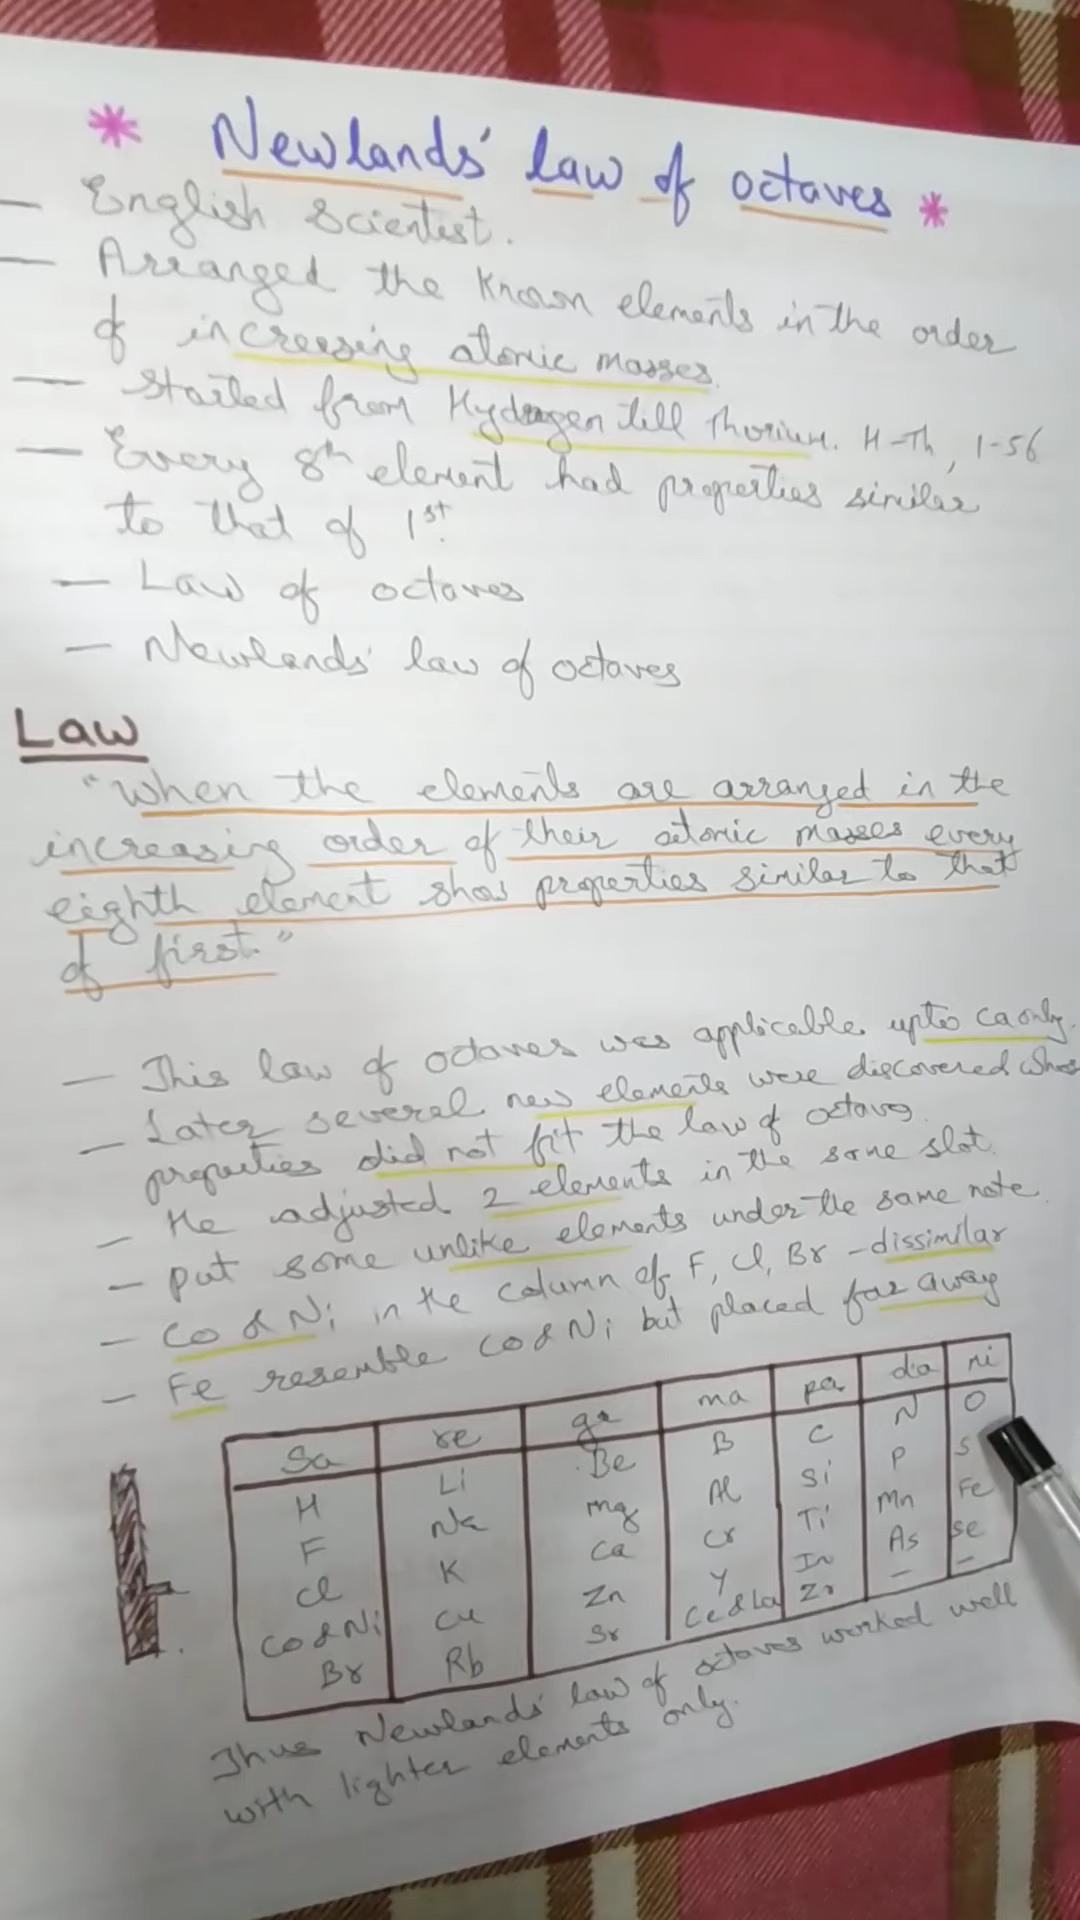 * Newlands' law of octaves *
— English Scientist.
— Arranged the known elements in the order
of increasing atomic masses.
— Started from Hydrogen till Thorium. H-Th, 1-56
— Every 8th element had properties similar
to that of 1st.
— Law of octaves
— Newlands' law of octaves
Law
"When the elements are arranged in the
increasing order of their atomic masses every
eighth element show properties similar to that
of first."
— This law of octaves was applicable upto Ca only.
— Later several new elements were discovered whos
properties did not fit the law of octave.
— He adjusted 2 elements in the same slot.
— put some unlike elements under the same note.
— Co & Ni in the column of F, Cl, Br - dissimilar
— Fe resemble Co & Ni but placed far away
Sa re ga ma pa da ni
H Li Be B C N O
F Na Mg Al Si P S
Cl K Ca Cr Ti Mn Fe
Co & Ni Cu Zn Y In As Se
Br Rb Sr Ce & La Zr — —
Thus Newlands' law of octaves worked well
with lighter elements only.